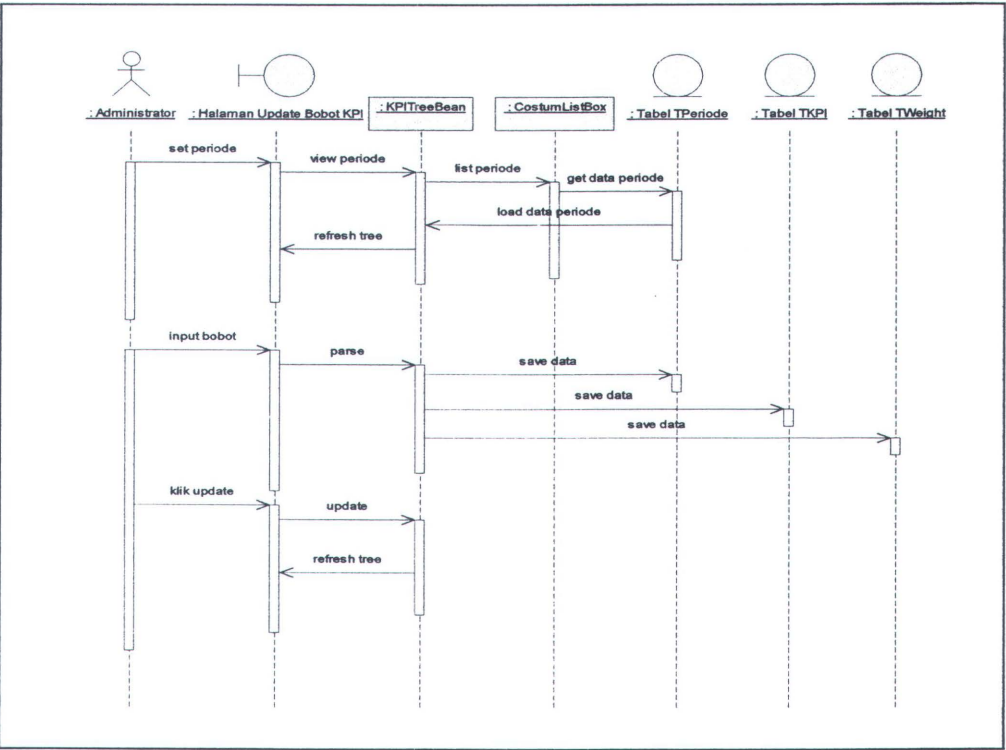 : Administrator
: Halaman Update Bobot KPI
: KPITreeBean
: CostumListBox
: Tabel TPeriode
: Tabel TKPI
: Tabel TWeight
set periode
view periode
list periode
get data periode
load data periode
refresh tree
input bobot
parse
save data
save data
save data
klik update
update
refresh tree